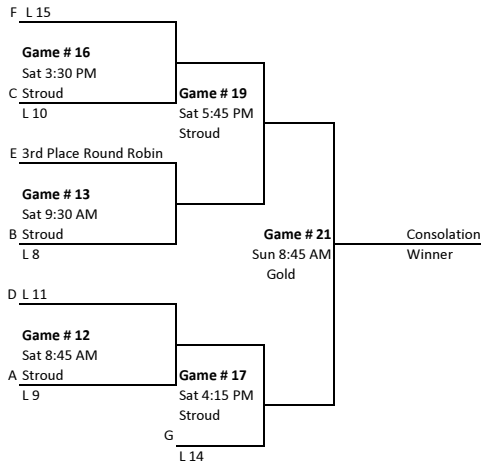 F L 15
Game # 16
Sat 3:30 PM
C Stroud
L 10
Game # 19
Sat 5:45 PM
Stroud
E 3rd Place Round Robin
Game # 13
Sat 9:30 AM
B Stroud
L 8
Game # 21
Sun 8:45 AM
Gold
Consolation
Winner
D L 11
Game # 12
Sat 8:45 AM
A Stroud
L 9
Game # 17
Sat 4:15 PM
Stroud
G
L 14